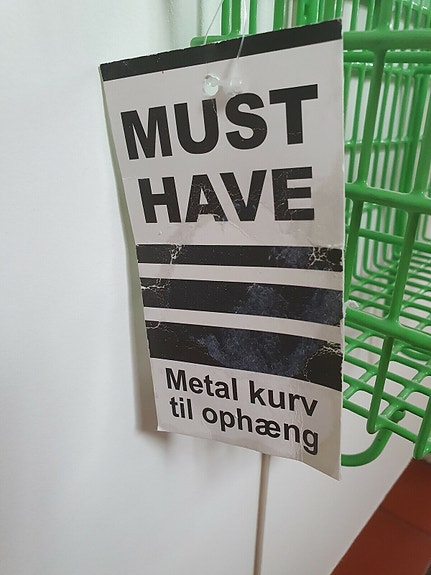 MUST
HAVE
Metal kurv
til ophæng